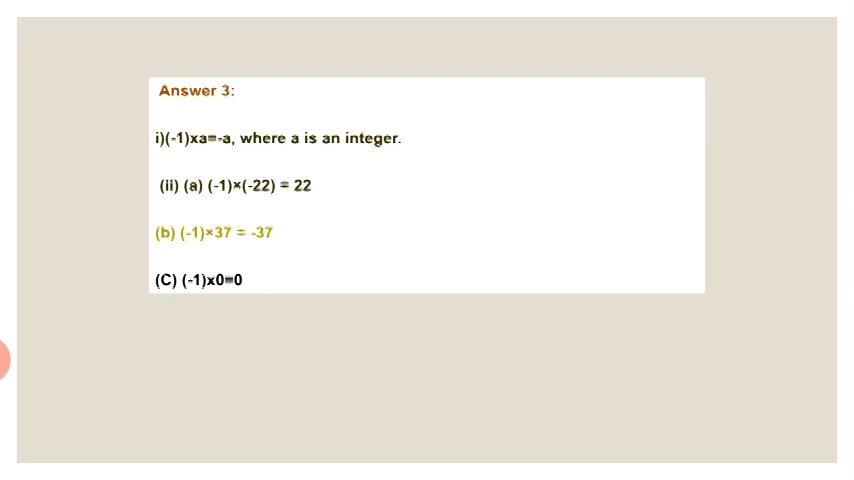 Answer 3:
i)(-1)xa=-a, where a is an integer.
(ii) (a) (-1)×(-22) = 22
(b) (-1)×37 = -37
(C) (-1)x0=0